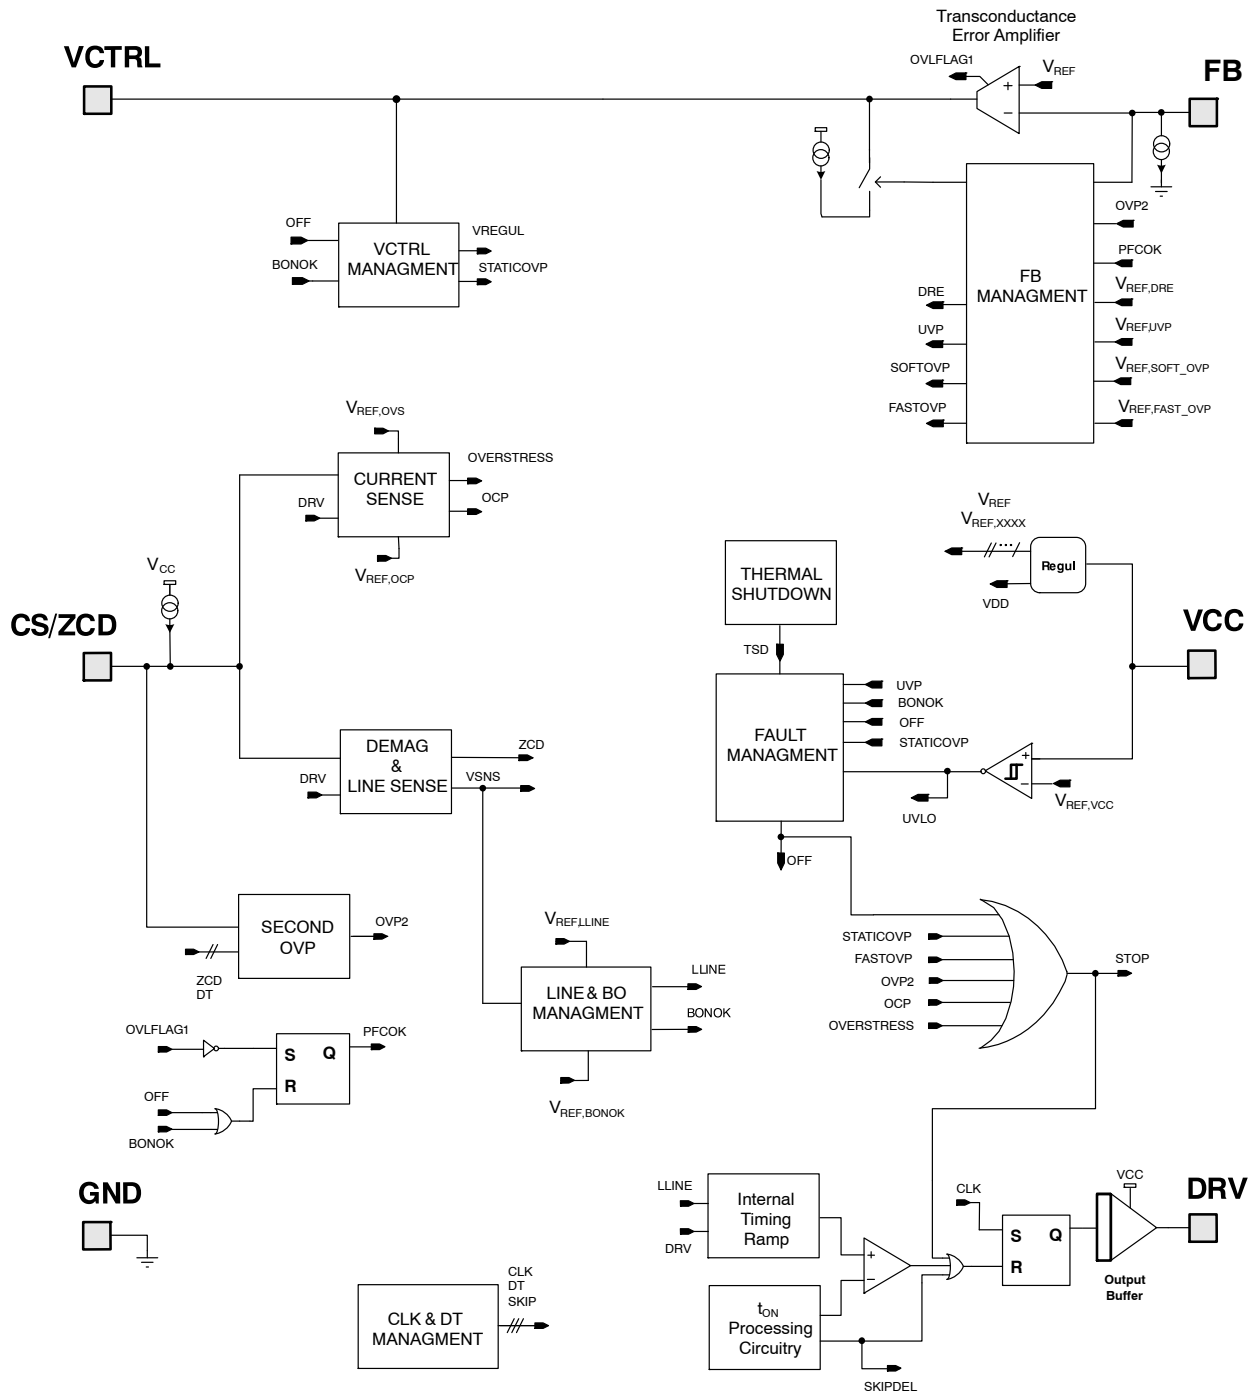 Transconductance
Error Amplifier
VCTRL
OVLFLAG1
+
VREF
FB
−
OFF
BONOK
VCTRL
MANAGMENT
VREGUL
STATICOVP
FB
MANAGMENT
OVP2
PFCOK
VREF,DRE
VREF,UVP
VREF,SOFT_OVP
VREF,FAST_OVP
DRE
UVP
SOFTOVP
FASTOVP
VREF,OVS
CURRENT
SENSE
OVERSTRESS
OCP
DRV
VREF,OCP
VREF
VREF,XXXX
...
Regul
VDD
VCC
CS/ZCD
VCC
THERMAL
SHUTDOWN
TSD
FAULT
MANAGMENT
UVP
BONOK
OFF
STATICOVP
+
−
VREF,VCC
UVLO
OFF
DEMAG
&
LINE SENSE
DRV
ZCD
VSNS
SECOND
OVP
OVP2
ZCD
DT
VREF,LLINE
LINE & BO
MANAGMENT
LLINE
BONOK
VREF,BONOK
STATICOVP
FASTOVP
OVP2
OCP
OVERSTRESS
STOP
OVLFLAG1
S Q
R
PFCOK
OFF
BONOK
GND
CLK & DT
MANAGMENT
CLK
DT
SKIP
LLINE
DRV
Internal
Timing
Ramp
+
−
tON
Processing
Circuitry
SKIPDEL
CLK
S Q
R
VCC
Output
Buffer
DRV